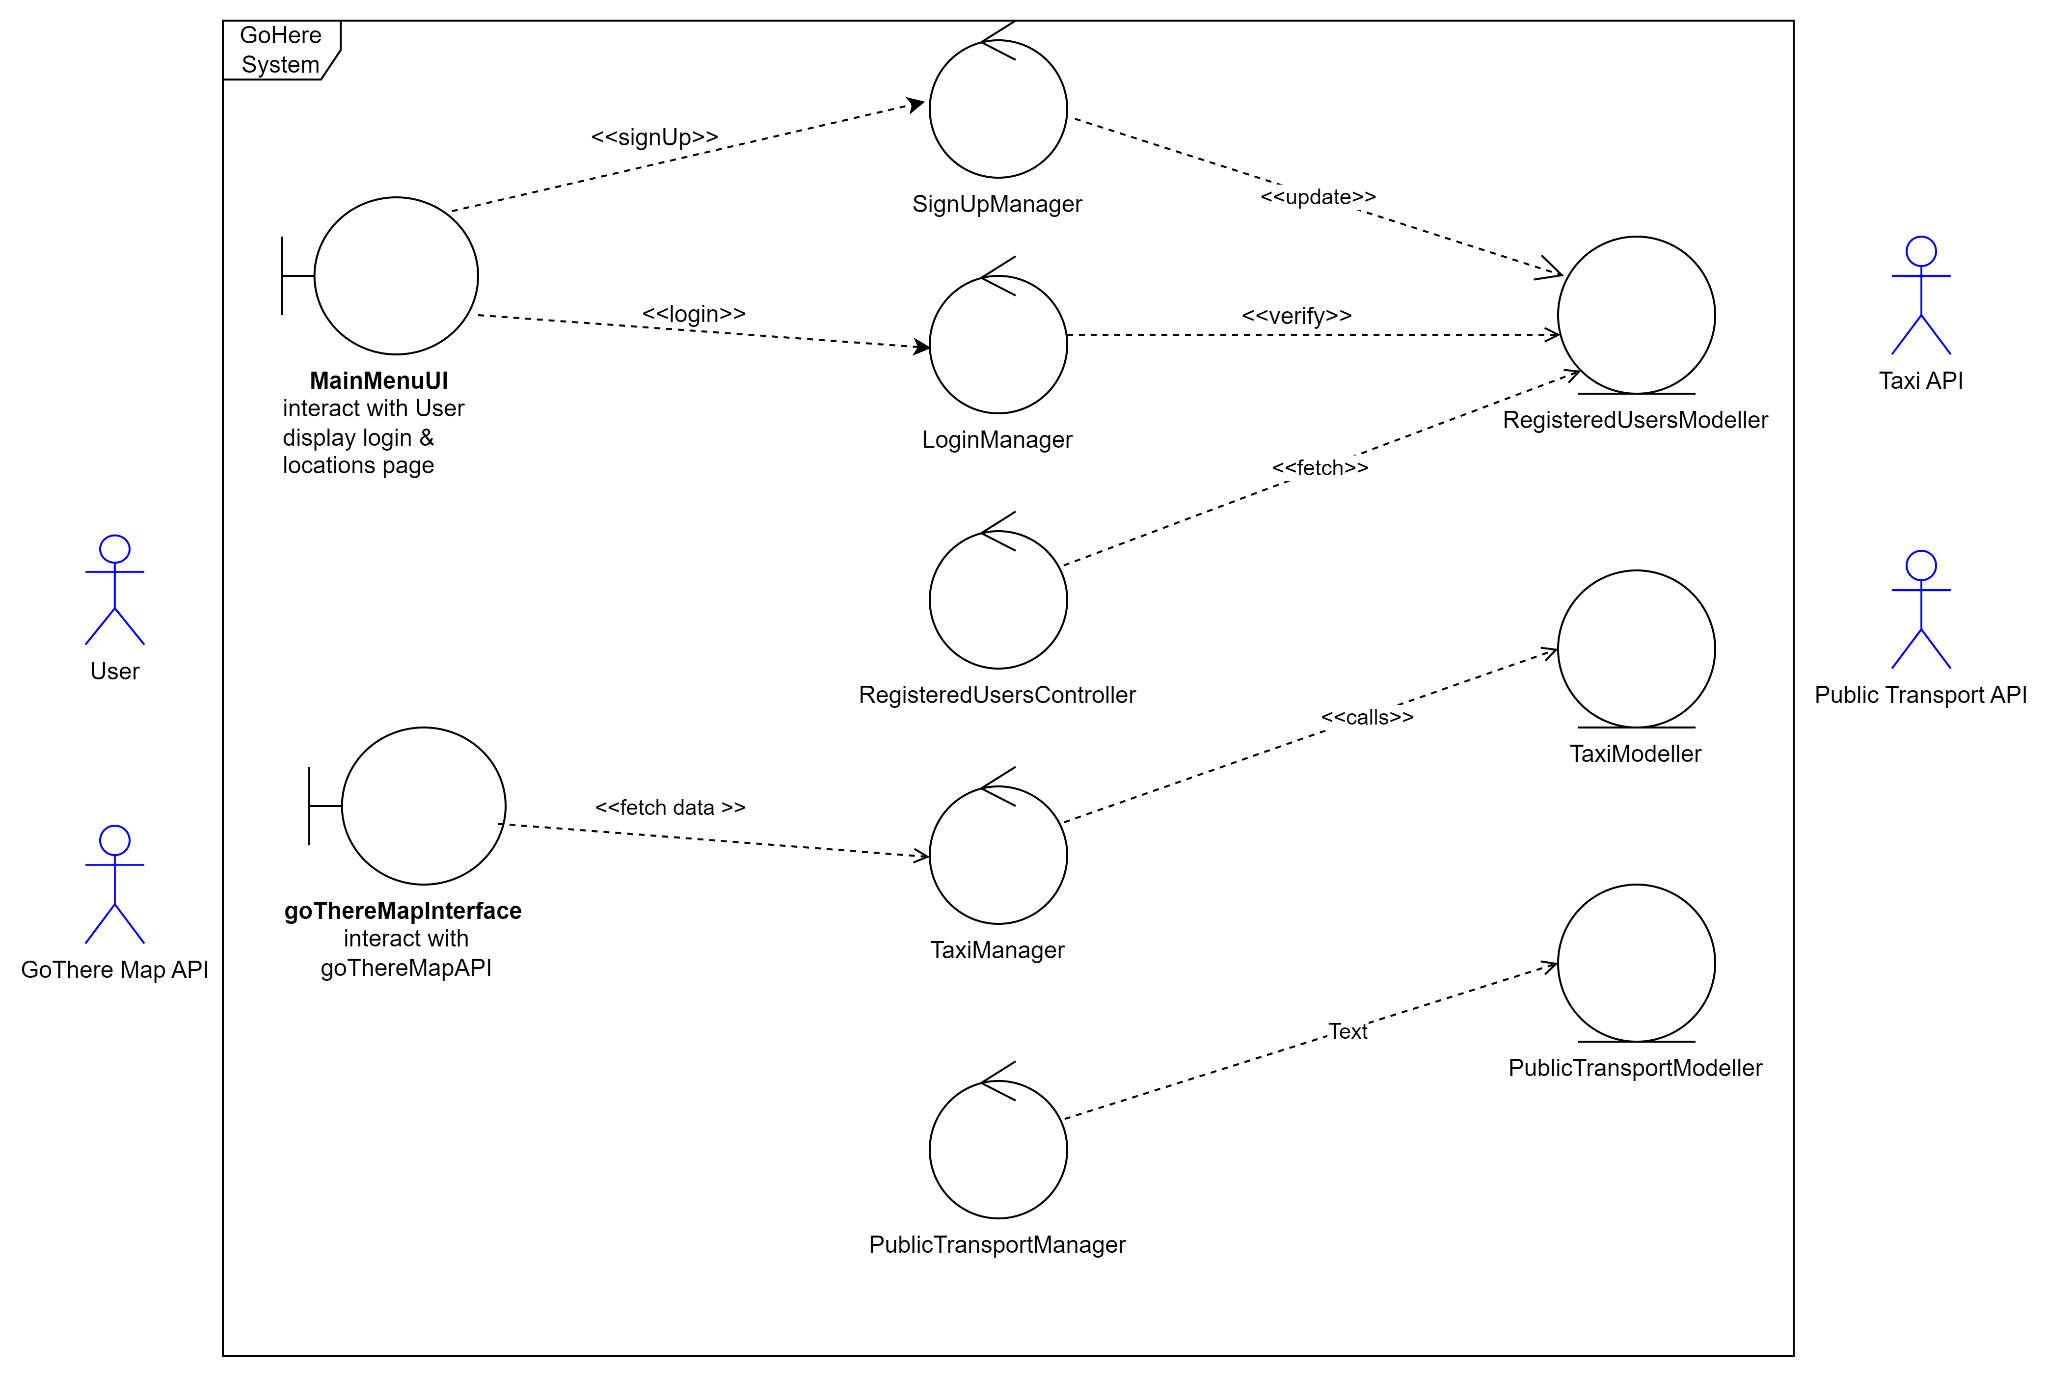 GoHere
System
<<signUp>>
SignUpManager
<<update>>
<<login>>
<<verify>>
MainMenuUI
interact with User
display login &
locations page
LoginManager
RegisteredUsersModeller
Taxi API
<<fetch>>
User
RegisteredUsersController
Public Transport API
<<calls>>
TaxiModeller
<<fetch data >>
goThereMapInterface
interact with
goThereMapAPI
TaxiManager
GoThere Map API
Text
PublicTransportModeller
PublicTransportManager